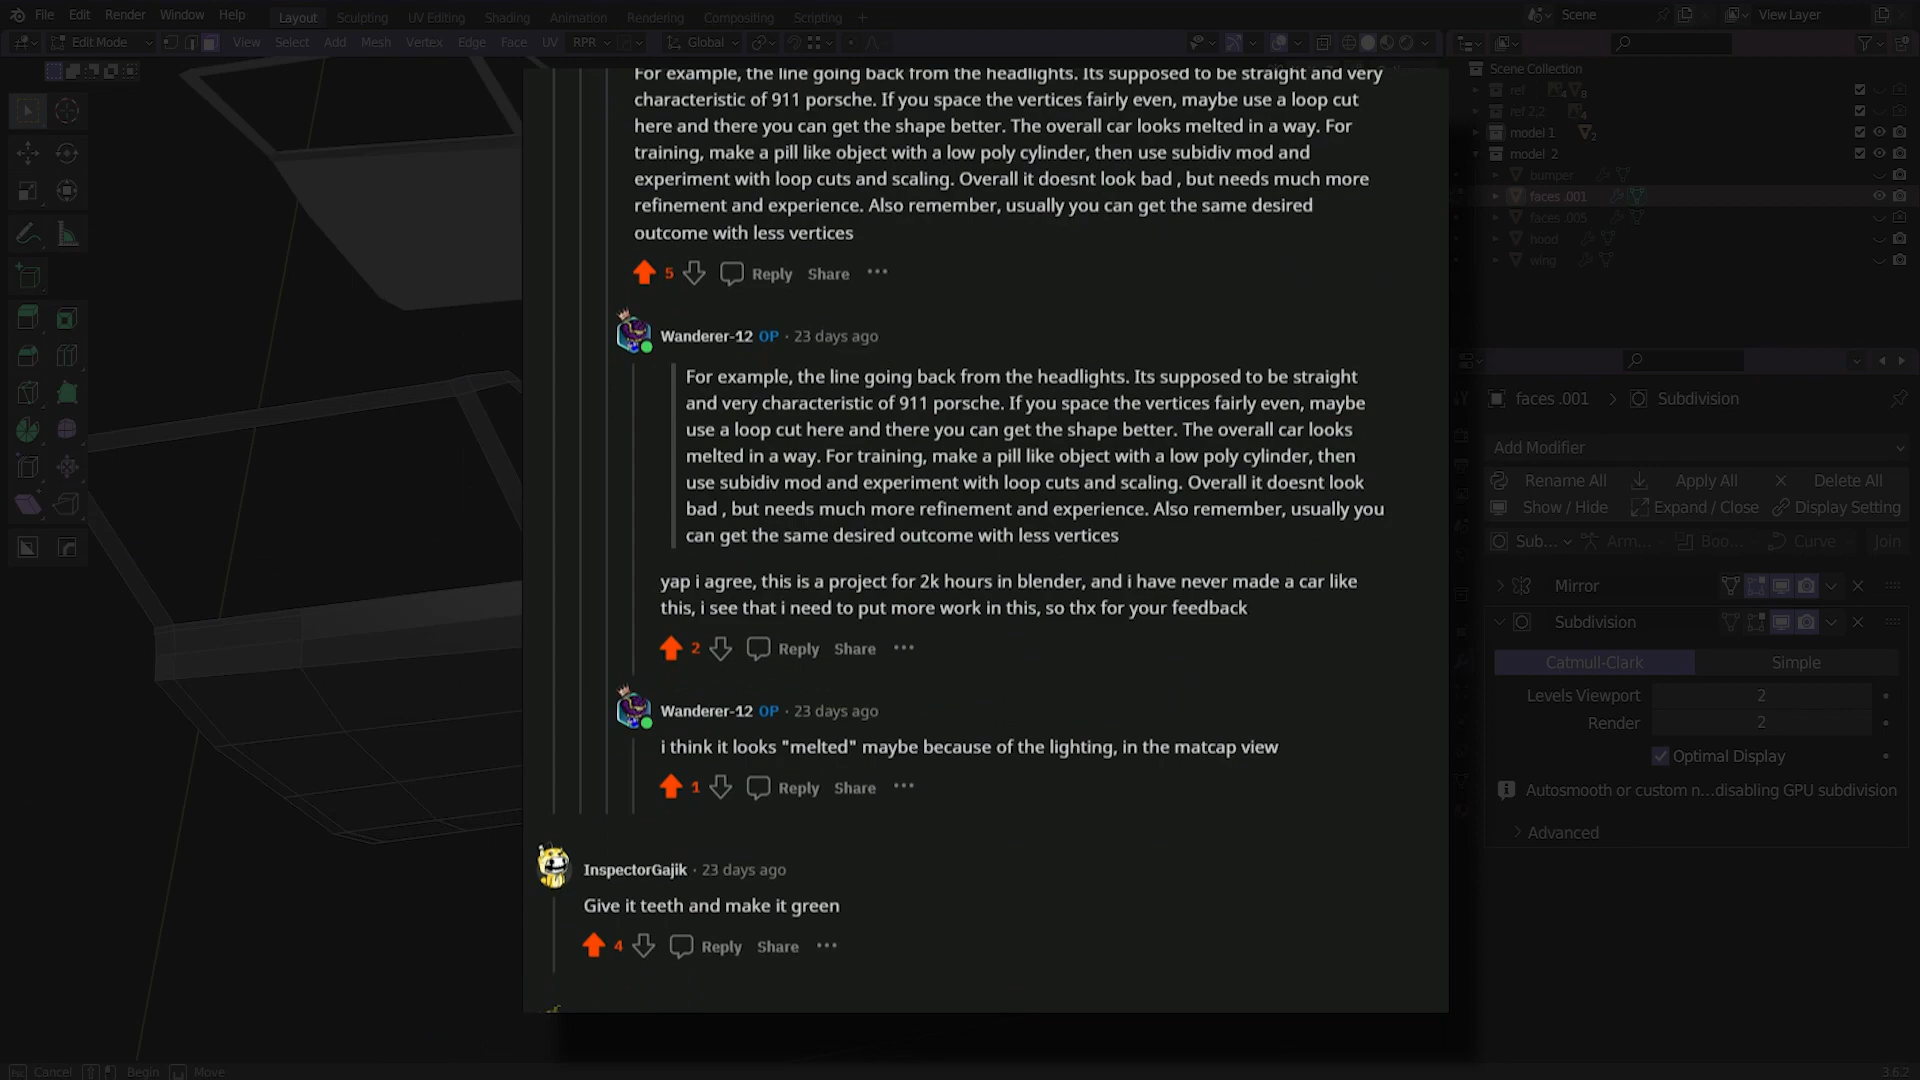 File Edit Render Window Help Layout Sculpting UV Editing Shading Animation Rendering Compositing Scripting + Scene View Layer
Edit Mode View Select Add Mesh Vertex Edge Face UV RPR Global
Scene Collection
ref
ref 2,2
model 1
model 2
bumper
faces .001
faces .005
hood
wing
For example, the line going back from the headlights. Its supposed to be straight and very
characteristic of 911 porsche. If you space the vertices fairly even, maybe use a loop cut
here and there you can get the shape better. The overall car looks melted in a way. For
training, make a pill like object with a low poly cylinder, then use subidiv mod and
experiment with loop cuts and scaling. Overall it doesnt look bad , but needs much more
refinement and experience. Also remember, usually you can get the same desired
outcome with less vertices
5 Reply Share ...
Wanderer-12 OP · 23 days ago
For example, the line going back from the headlights. Its supposed to be straight
and very characteristic of 911 porsche. If you space the vertices fairly even, maybe
use a loop cut here and there you can get the shape better. The overall car looks
melted in a way. For training, make a pill like object with a low poly cylinder, then
use subidiv mod and experiment with loop cuts and scaling. Overall it doesnt look
bad , but needs much more refinement and experience. Also remember, usually you
can get the same desired outcome with less vertices
yap i agree, this is a project for 2k hours in blender, and i have never made a car like
this, i see that i need to put more work in this, so thx for your feedback
2 Reply Share ...
Wanderer-12 OP · 23 days ago
i think it looks "melted" maybe because of the lighting, in the matcap view
1 Reply Share ...
InspectorGajik · 23 days ago
Give it teeth and make it green
4 Reply Share ...
faces .001 > Subdivision
Add Modifier
Rename All Apply All Delete All
Show / Hide Expand / Close Display Setting
Sub... Arm... Boo... Curve Join
Mirror
Subdivision
Catmull-Clark Simple
Levels Viewport 2
Render 2
Optimal Display
Autosmooth or custom n...disabling GPU subdivision
Advanced
Cancel Begin Move 3.6.2